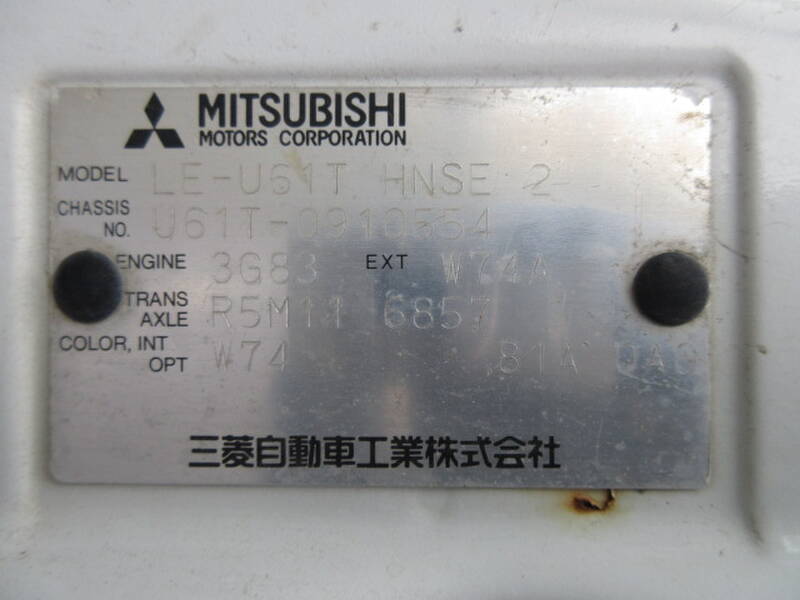 MITSUBISHI
MOTORS CORPORATION
MODEL LE-U61T HNSE 2
CHASSIS NO. U61T-0910554
ENGINE 3G83 EXT W74A
TRANS AXLE R5M11 6857
COLOR, INT OPT W74 81A
三菱自動車工業株式会社